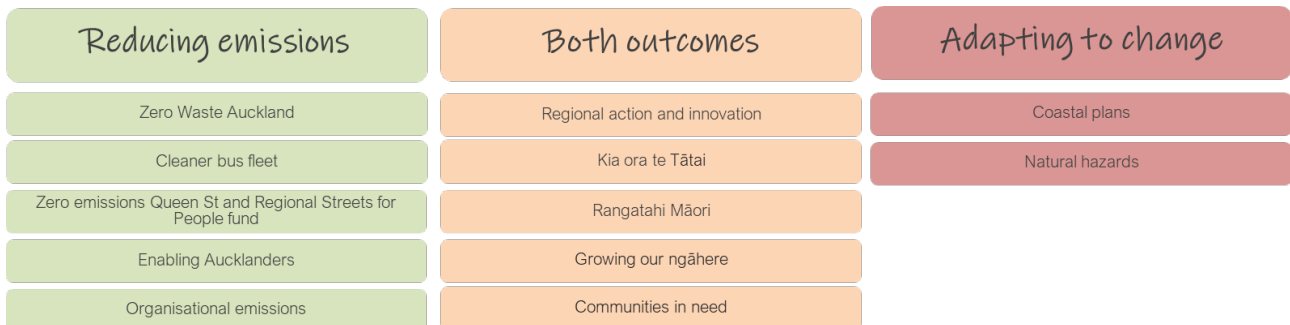 Reducing emissions
Zero Waste Auckland
Cleaner bus fleet
Zero emissions Queen St and Regional Streets for
People fund
Enabling Aucklanders
Organisational emissions
Both outcomes
Regional action and innovation
Kia ora te Tātai
Rangatahi Māori
Growing our ngāhere
Communities in need
Adapting to change
Coastal plans
Natural hazards